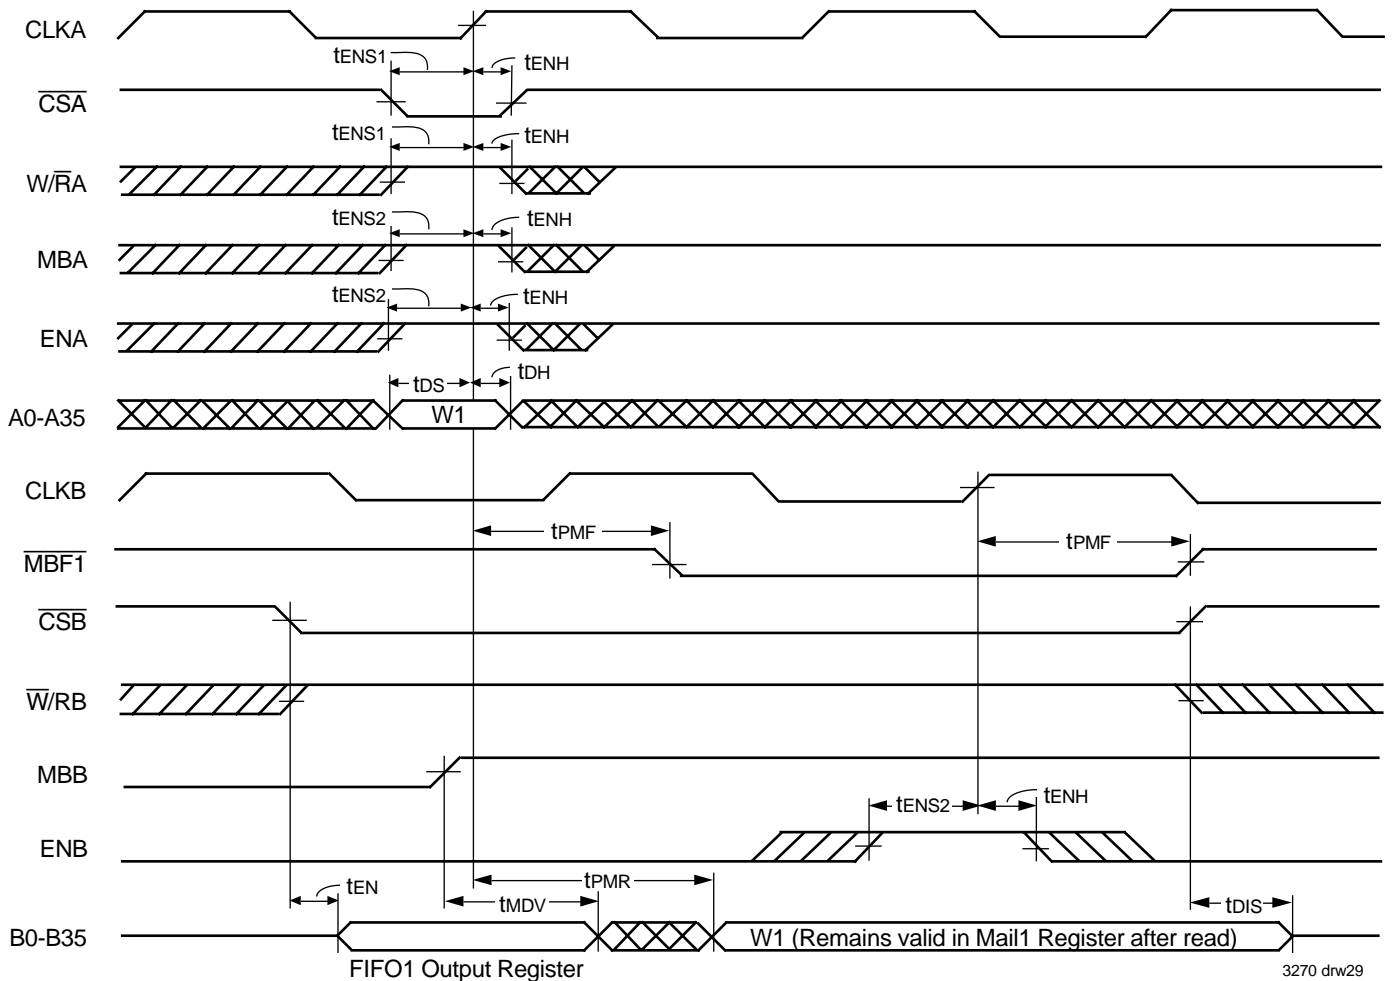 CLKA
tENS1
tENH
CSA
tENS1
tENH
W/RA
tENS2
tENH
MBA
tENS2
tENH
ENA
tDS
tDH
A0-A35
W1
CLKB
tPMF
tPMF
MBF1
CSB
W/RB
MBB
tENS2
tENH
ENB
tEN
tPMR
tMDV
tDIS
B0-B35
W1 (Remains valid in Mail1 Register after read)
FIFO1 Output Register
3270 drw29